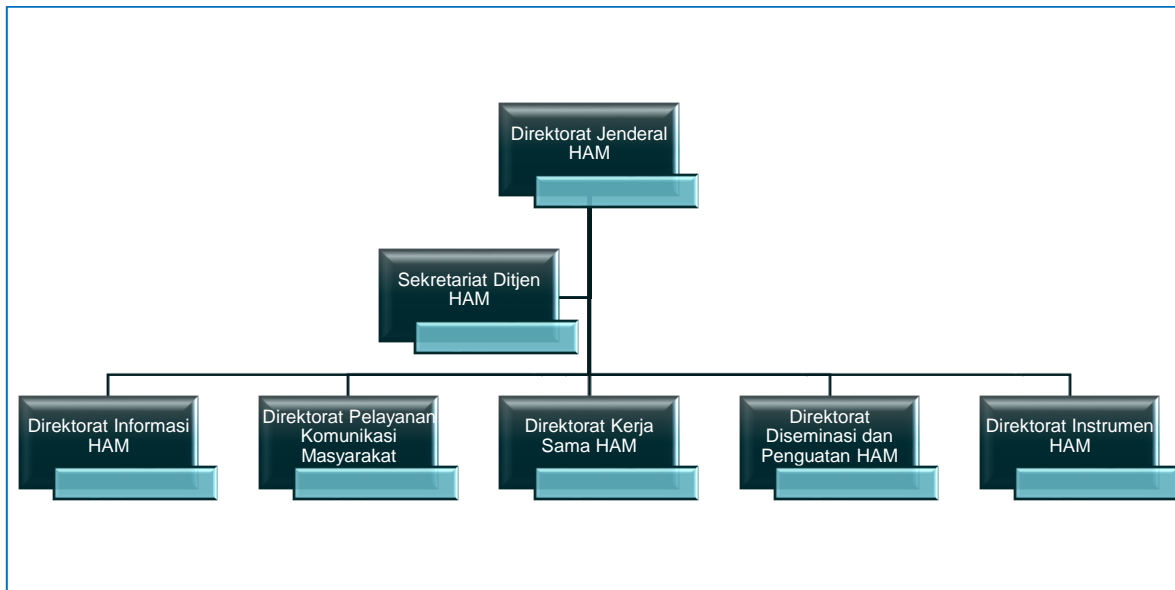 Direktorat Jenderal
HAM
Sekretariat Ditjen
HAM
Direktorat Informasi
HAM
Direktorat Pelayanan
Komunikasi
Masyarakat
Direktorat Kerja
Sama HAM
Direktorat
Diseminasi dan
Penguatan HAM
Direktorat Instrumen
HAM